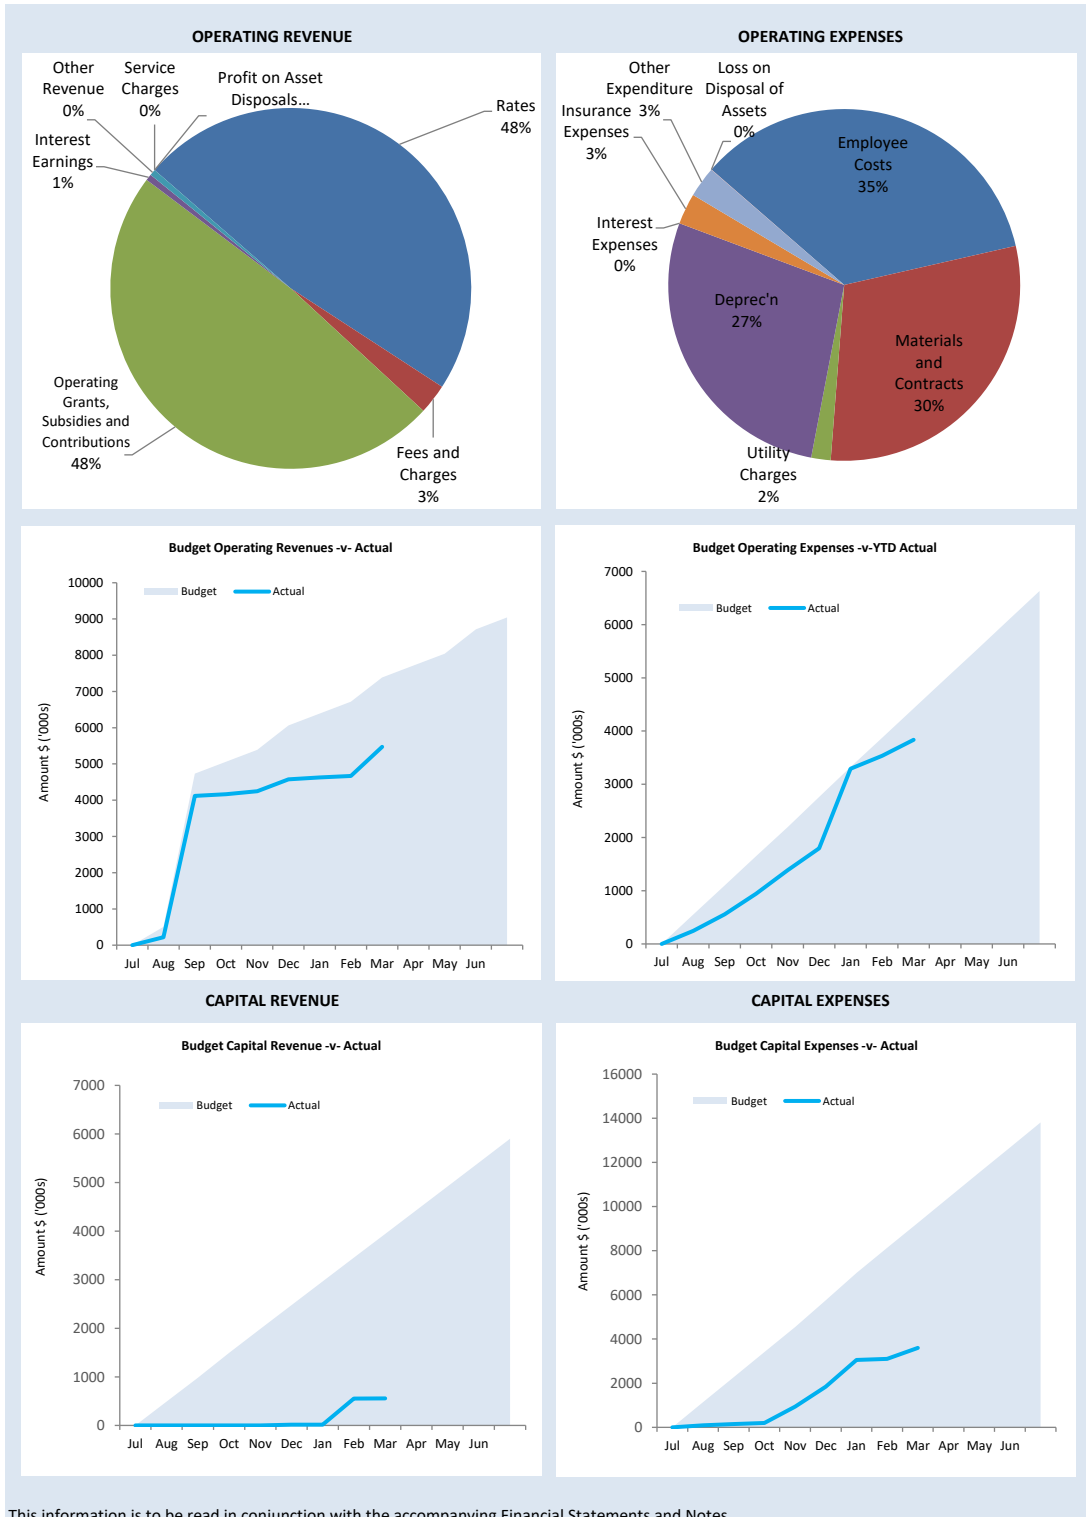 OPERATING REVENUE
Other
Revenue
0%
Service
Charges
0%
Profit on Asset
Disposals...
Rates
48%
Interest
Earnings
1%
Operating
Grants,
Subsidies and
Contributions
48%
Fees and
Charges
3%
OPERATING EXPENSES
Other
Expenditure
3%
Loss on
Disposal of
Assets
0%
Insurance
Expenses
3%
Employee
Costs
35%
Interest
Expenses
0%
Deprec'n
27%
Materials
and
Contracts
30%
Utility
Charges
2%
Budget Operating Revenues -v- Actual
Budget
Actual
Amount $ ('000s)
10000
9000
8000
7000
6000
5000
4000
3000
2000
1000
0
Jul Aug Sep Oct Nov Dec Jan Feb Mar Apr May Jun
Budget Operating Expenses -v-YTD Actual
Budget
Actual
Amount $ ('000s)
7000
6000
5000
4000
3000
2000
1000
0
Jul Aug Sep Oct Nov Dec Jan Feb Mar Apr May Jun
CAPITAL REVENUE
Budget Capital Revenue -v- Actual
Budget
Actual
Amount $ ('000s)
7000
6000
5000
4000
3000
2000
1000
0
Jul Aug Sep Oct Nov Dec Jan Feb Mar Apr May Jun
CAPITAL EXPENSES
Budget Capital Expenses -v- Actual
Budget
Actual
Amount $ ('000s)
16000
14000
12000
10000
8000
6000
4000
2000
0
Jul Aug Sep Oct Nov Dec Jan Feb Mar Apr May Jun
This information is to be read in conjunction with the accompanying Financial Statements and Notes.